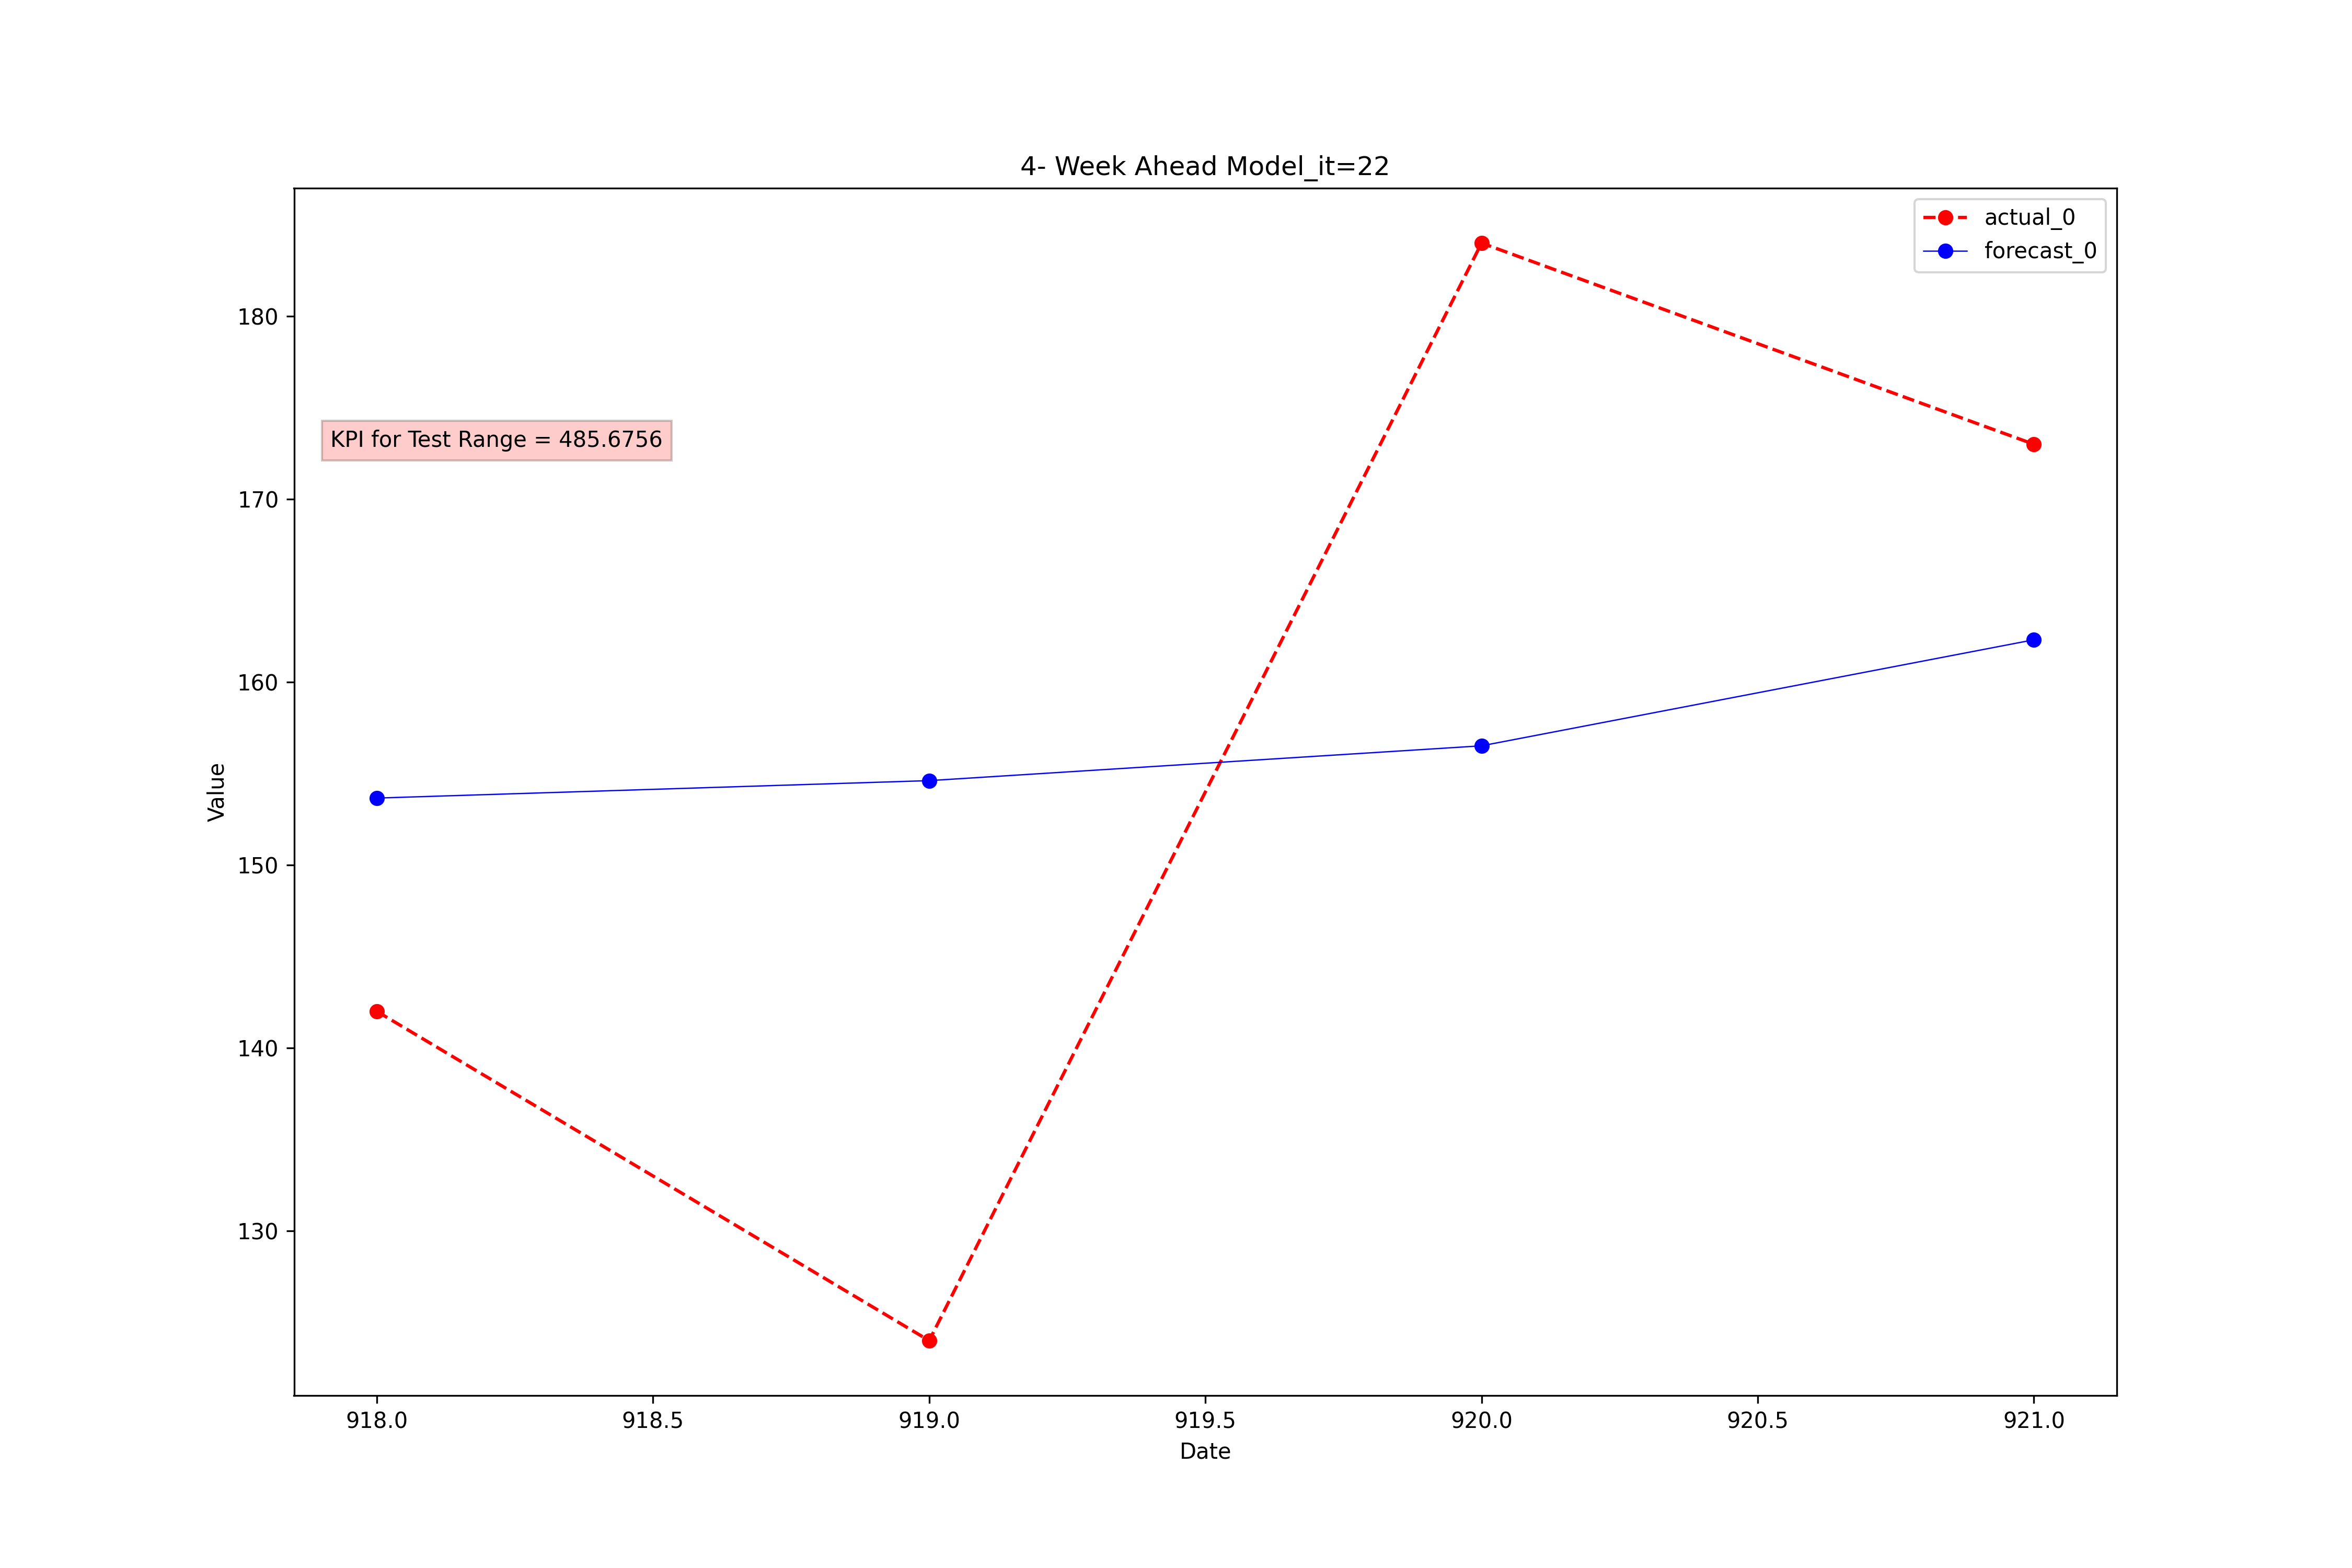 4- Week Ahead Model_it=22
actual_0
forecast_0
KPI for Test Range = 485.6756
Value
180
170
160
150
140
130
918.0 918.5 919.0 919.5 920.0 920.5 921.0
Date